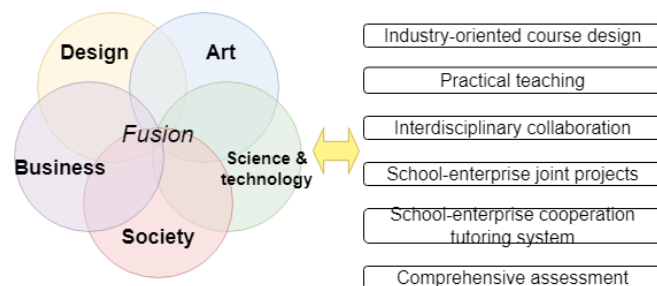 Design
Art
Fusion
Business
Science &
technology
Society
Industry-oriented course design
Practical teaching
Interdisciplinary collaboration
School-enterprise joint projects
School-enterprise cooperation
tutoring system
Comprehensive assessment